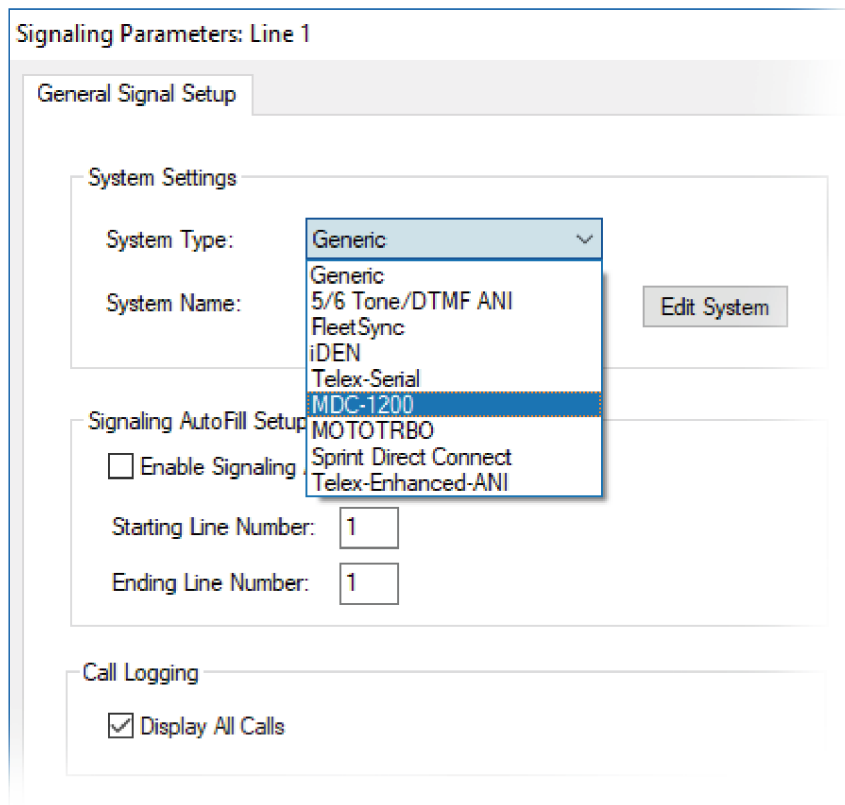 Signaling Parameters: Line 1
General Signal Setup
System Settings
System Type:
Generic
Generic
5/6 Tone/DTMF ANI
FleetSync
iDEN
Telex-Serial
MDC-1200
MOTOTRBO
Sprint Direct Connect
Telex-Enhanced-ANI
System Name:
Edit System
Signaling AutoFill Setup
Enable Signaling
Starting Line Number: 1
Ending Line Number: 1
Call Logging
Display All Calls